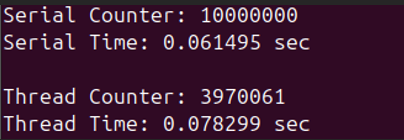 Serial Counter: 10000000
Serial Time: 0.061495 sec
Thread Counter: 3970061
Thread Time: 0.078299 sec